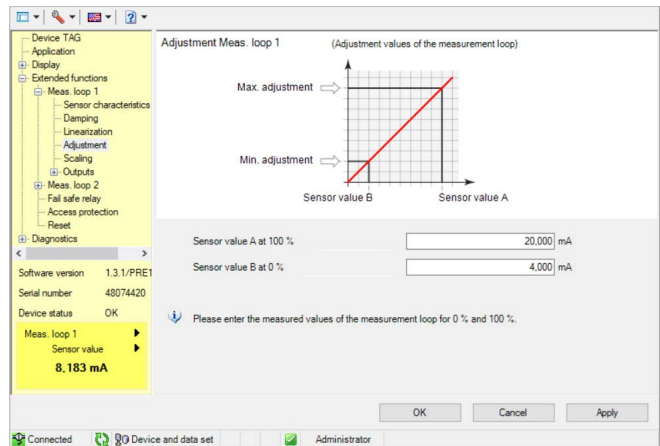 Device TAG
Application
Display
Extended functions
Meas. loop 1
Sensor characteristics
Damping
Linearization
Adjustment
Scaling
Outputs
Meas. loop 2
Fail safe relay
Access protection
Reset
Diagnostics
Software version 1.3.1/PRE1
Serial number 48074420
Device status OK
Meas. loop 1
Sensor value
8,183 mA
Adjustment Meas. loop 1 (Adjustment values of the measurement loop)
Max. adjustment
Min. adjustment
Sensor value B Sensor value A
Sensor value A at 100 % 20,000 mA
Sensor value B at 0 % 4,000 mA
Please enter the measured values of the measurement loop for 0 % and 100 %.
OK Cancel Apply
Connected Device and data set Administrator